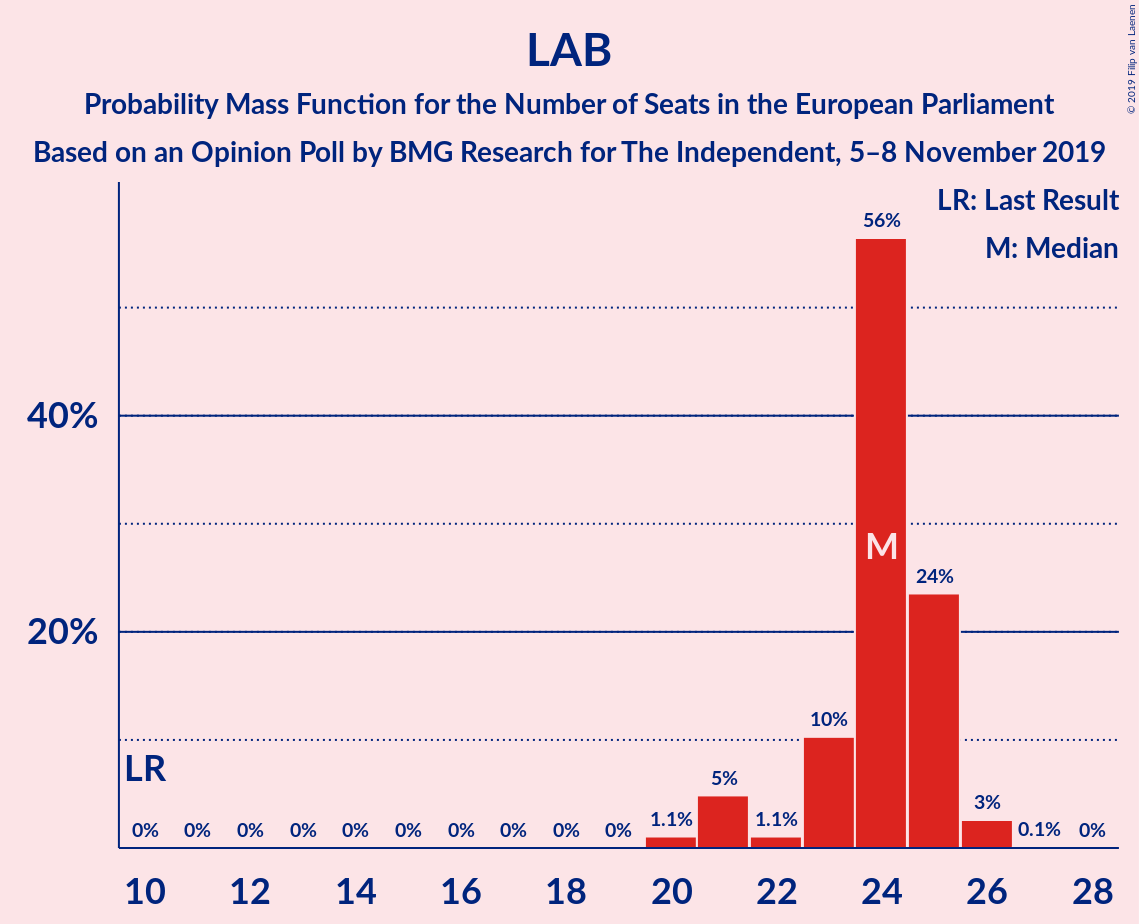 © 2019 Filip van Laenen
LAB
Probability Mass Function for the Number of Seats in the European Parliament
Based on an Opinion Poll by BMG Research for The Independent, 5–8 November 2019
LR: Last Result
M: Median
56%
40%
M
24%
20%
10%
LR
5%
3%
0% 0% 0% 0% 0% 0% 0% 0% 0% 0% 1.1% 1.1% 0.1% 0%
10 12 14 16 18 20 22 24 26 28